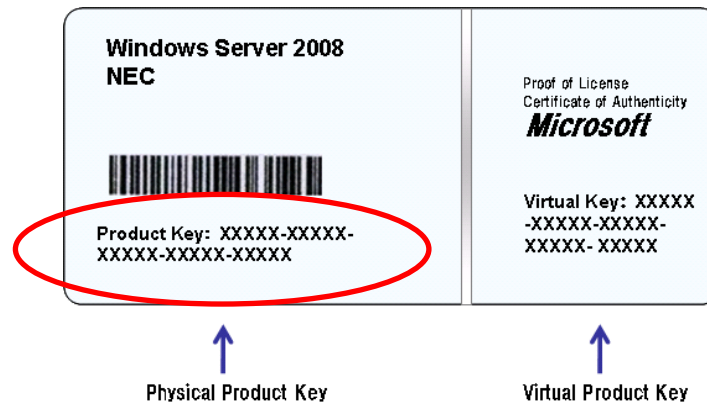 Windows Server 2008
NEC
Product Key: XXXXX-XXXXX-
XXXXX-XXXXX-XXXXX
Proof of License
Certificate of Authenticity
Microsoft
Virtual Key: XXXXX
-XXXXX-XXXXX-
XXXXX- XXXXX
Physical Product Key
Virtual Product Key